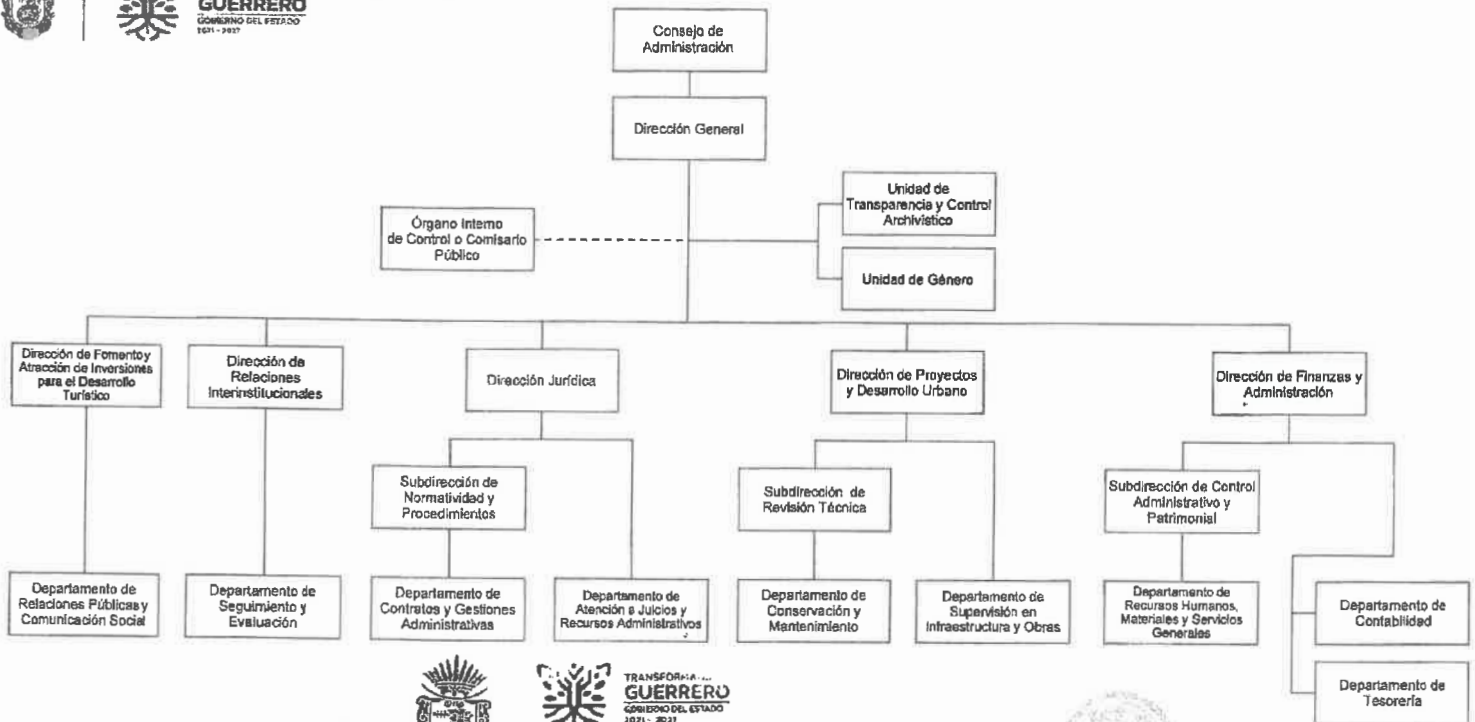 GUERRERO
GOBIERNO DEL ESTADO
2021 - 2027
Consejo de
Administración
Dirección General
Unidad de
Transparencia y Control
Archivístico
Órgano Interno
de Control o Comisario
Público
Unidad de Género
Dirección de Fomento y
Atracción de Inversiones
para el Desarrollo
Turístico
Dirección de
Relaciones
Interinstitucionales
Dirección Jurídica
Dirección de Proyectos
y Desarrollo Urbano
Dirección de Finanzas y
Administración
Subdirección de
Normatividad y
Procedimientos
Subdirección de
Revisión Técnica
Subdirección de Control
Administrativo y
Patrimonial
Departamento de
Relaciones Públicas y
Comunicación Social
Departamento de
Seguimiento y
Evaluación
Departamento de
Contratos y Gestiones
Administrativas
Departamento de
Atención a Juicios y
Recursos Administrativos
Departamento de
Conservación y
Mantenimiento
Departamento de
Supervisión en
Infraestructura y Obras
Departamento de
Recursos Humanos,
Materiales y Servicios
Generales
Departamento de
Contabilidad
Departamento de
Tesorería
GUERRERO
GOBIERNO DEL ESTADO
2021 - 2027